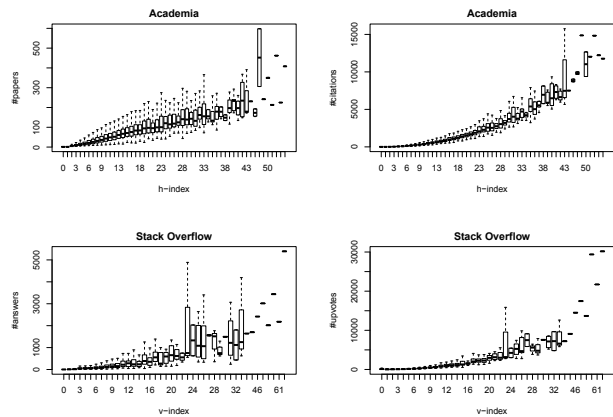 Academia
#papers
500
300
100
0
0 3 6 9 13 18 23 28 33 43 50
h-index
Academia
#citations
15000
10000
5000
0
0 3 6 9 13 18 23 28 33 43 50
h-index
Stack Overflow
#answers
5000
3000
1000
0
0 3 6 9 12 16 20 24 28 32 46 61
v-index
Stack Overflow
#upvotes
30000
20000
10000
0
0 3 6 9 12 16 20 24 28 32 46 61
v-index